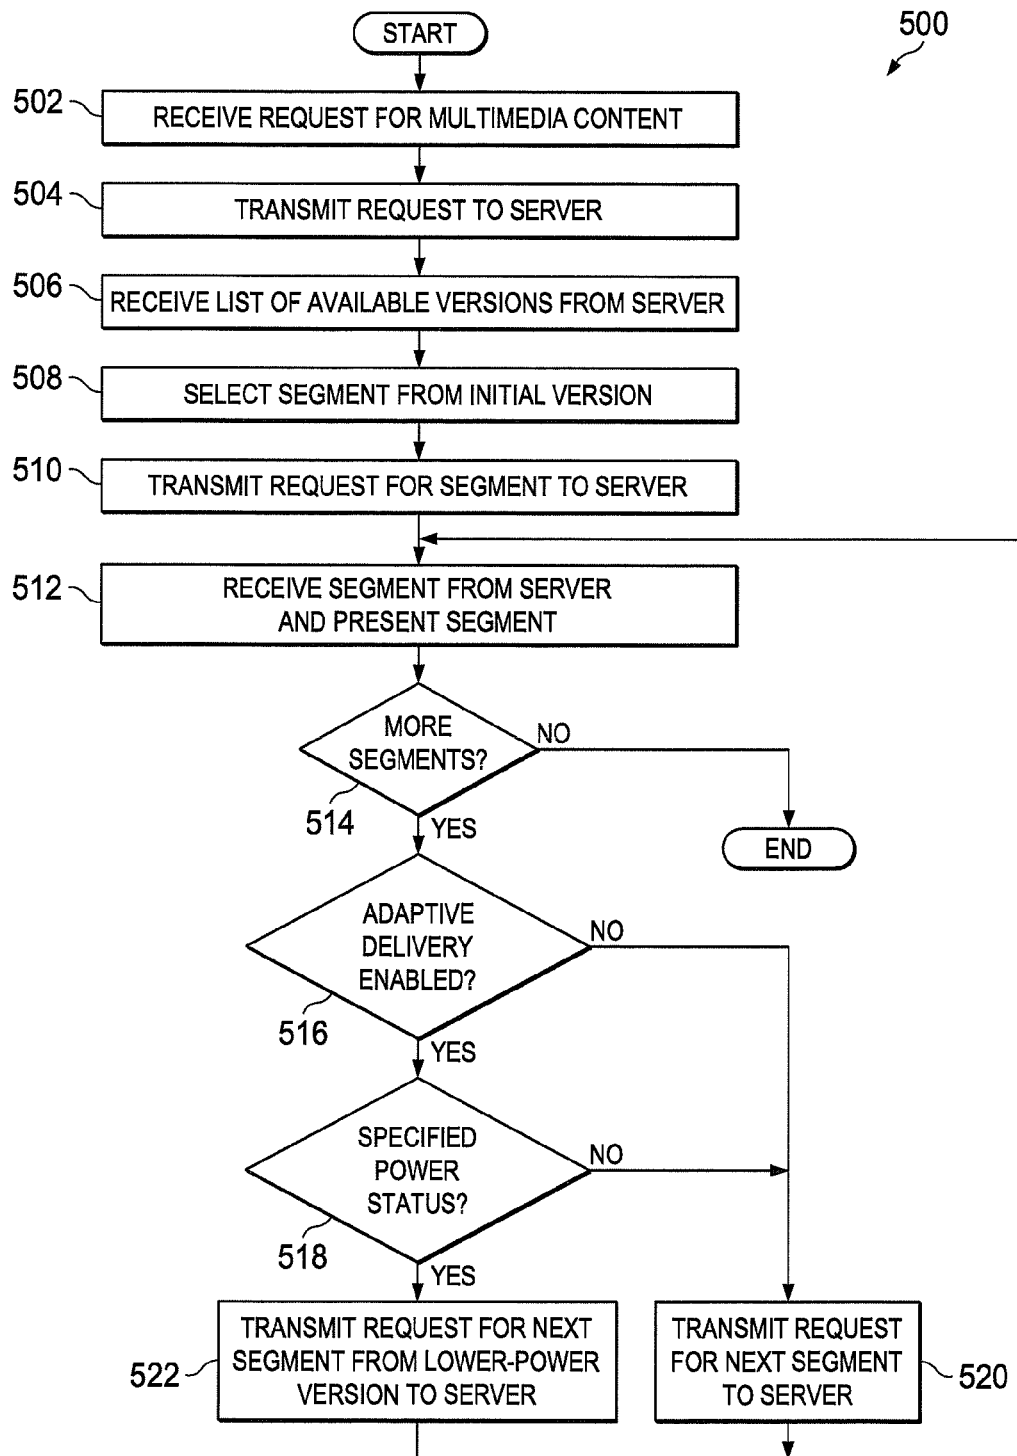 START
500
502
RECEIVE REQUEST FOR MULTIMEDIA CONTENT
504
TRANSMIT REQUEST TO SERVER
506
RECEIVE LIST OF AVAILABLE VERSIONS FROM SERVER
508
SELECT SEGMENT FROM INITIAL VERSION
510
TRANSMIT REQUEST FOR SEGMENT TO SERVER
512
RECEIVE SEGMENT FROM SERVER
AND PRESENT SEGMENT
MORE
SEGMENTS?
NO
514
YES
END
ADAPTIVE
DELIVERY
ENABLED?
NO
516
YES
SPECIFIED
POWER
STATUS?
NO
518
YES
TRANSMIT REQUEST FOR NEXT
SEGMENT FROM LOWER-POWER
VERSION TO SERVER
522
TRANSMIT REQUEST
FOR NEXT SEGMENT
TO SERVER
520